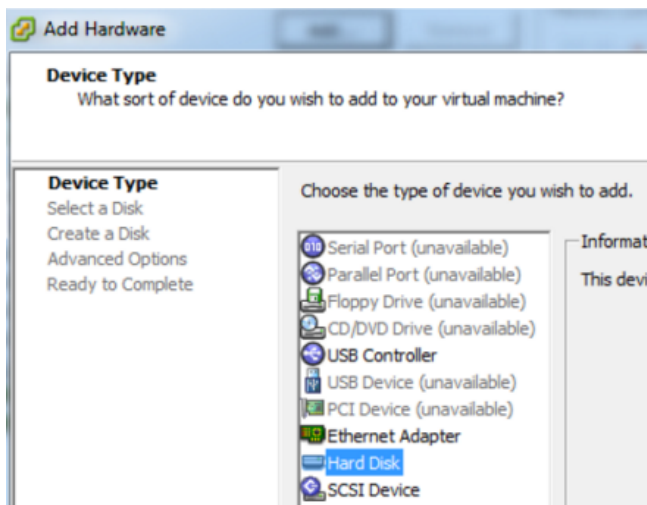 Add Hardware
Device Type
What sort of device do you wish to add to your virtual machine?
Device Type
Select a Disk
Create a Disk
Advanced Options
Ready to Complete
Choose the type of device you wish to add.
Serial Port (unavailable)
Parallel Port (unavailable)
Floppy Drive (unavailable)
CD/DVD Drive (unavailable)
USB Controller
USB Device (unavailable)
PCI Device (unavailable)
Ethernet Adapter
Hard Disk
SCSI Device
Informat
This devi